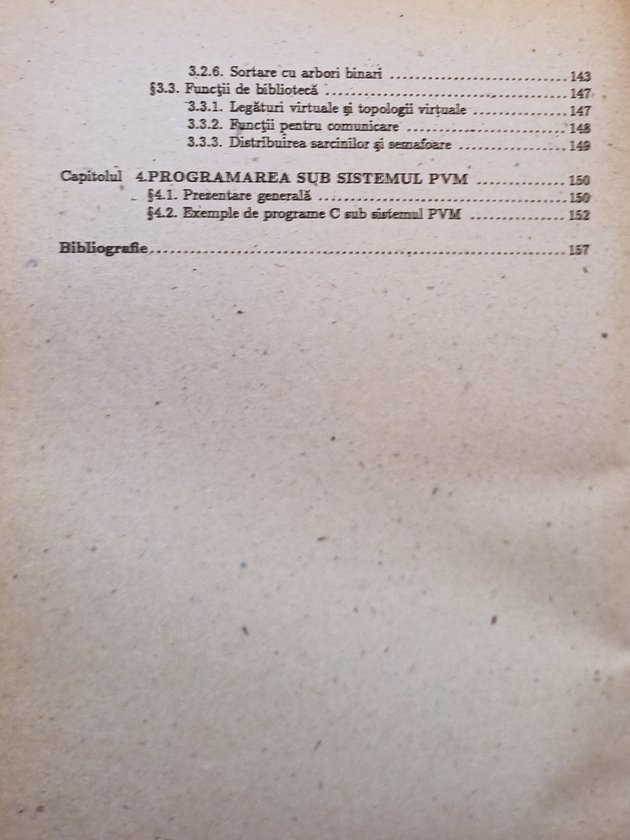 3.2.6. Sortare cu arbori binari ............................ 143
§3.3. Funcţii de bibliotecă ...................................... 147
3.3.1. Legături virtuale şi topologii virtuale ............... 147
3.3.2. Funcţii pentru comunicare .......................... 148
3.3.3. Distribuirea sarcinilor şi semafoare ................. 149
Capitolul 4.PROGRAMAREA SUB SISTEMUL PVM .............. 150
§4.1. Prezentare generală ....................................... 150
§4.2. Exemple de programe C sub sistemul PVM ................ 152
Bibliografie................................................................ 157